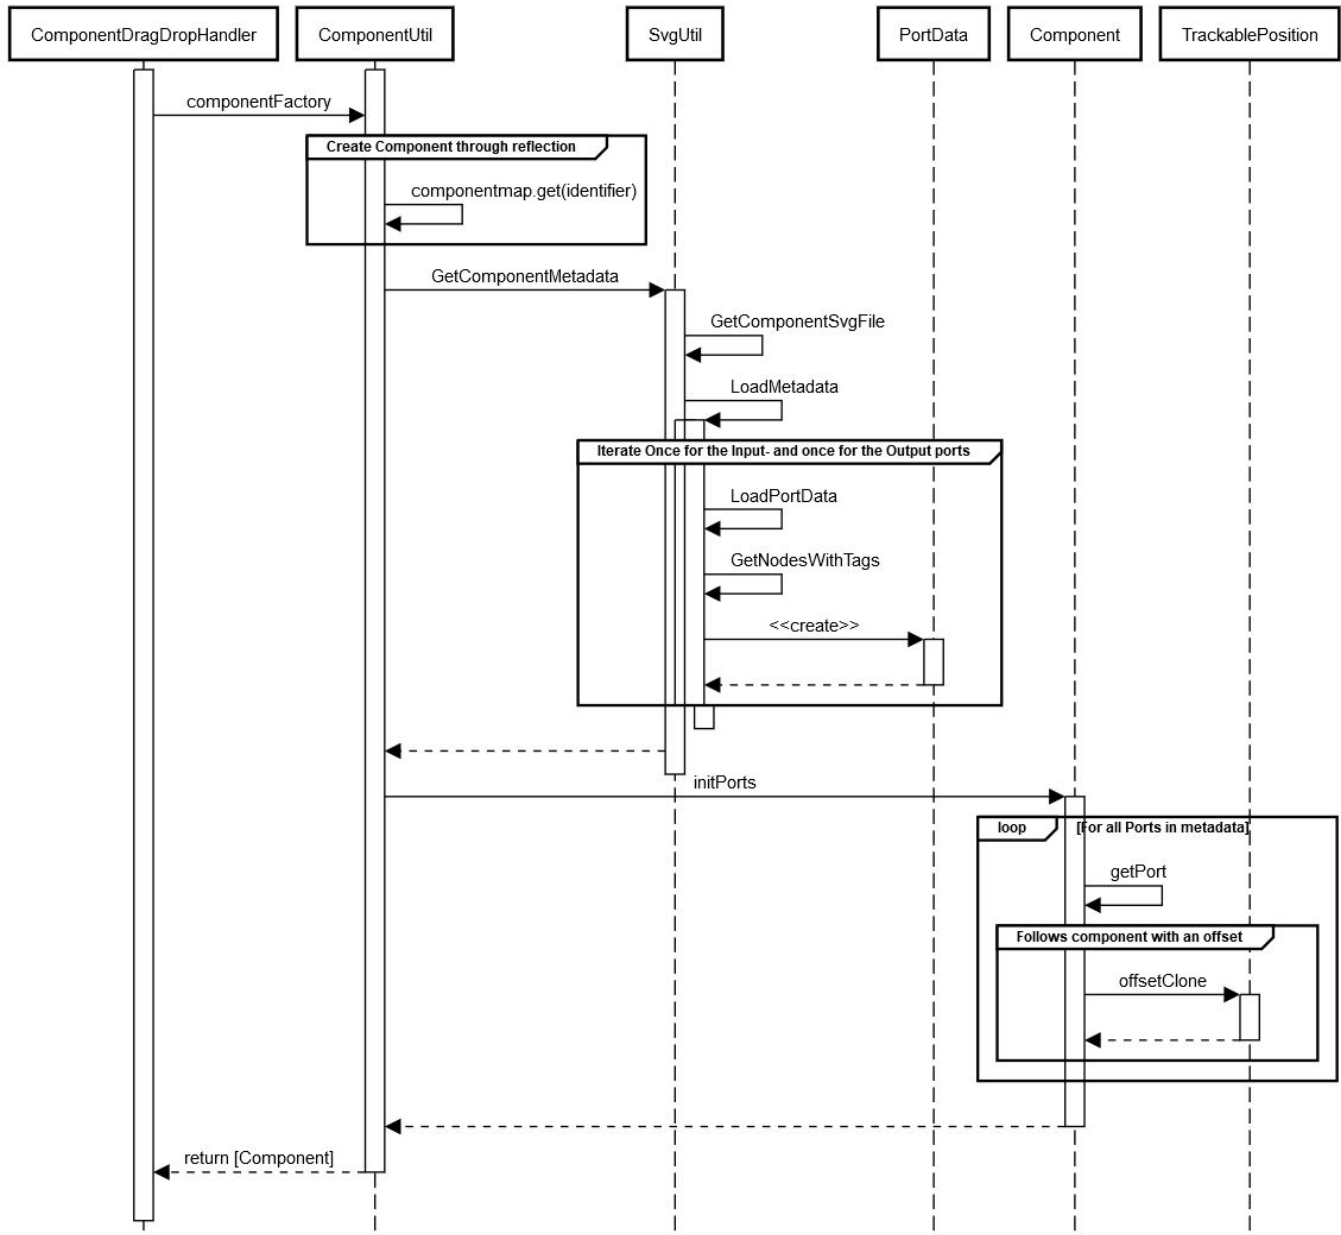 ComponentDragDropHandler
ComponentUtil
SvgUtil
PortData
Component
TrackablePosition
componentFactory
Create Component through reflection
componentmap.get(identifier)
GetComponentMetadata
GetComponentSvgFile
LoadMetadata
Iterate Once for the Input- and once for the Output ports
LoadPortData
GetNodesWithTags
<<create>>
initPorts
loop
[For all Ports in metadata]
getPort
Follows component with an offset
offsetClone
return [Component]